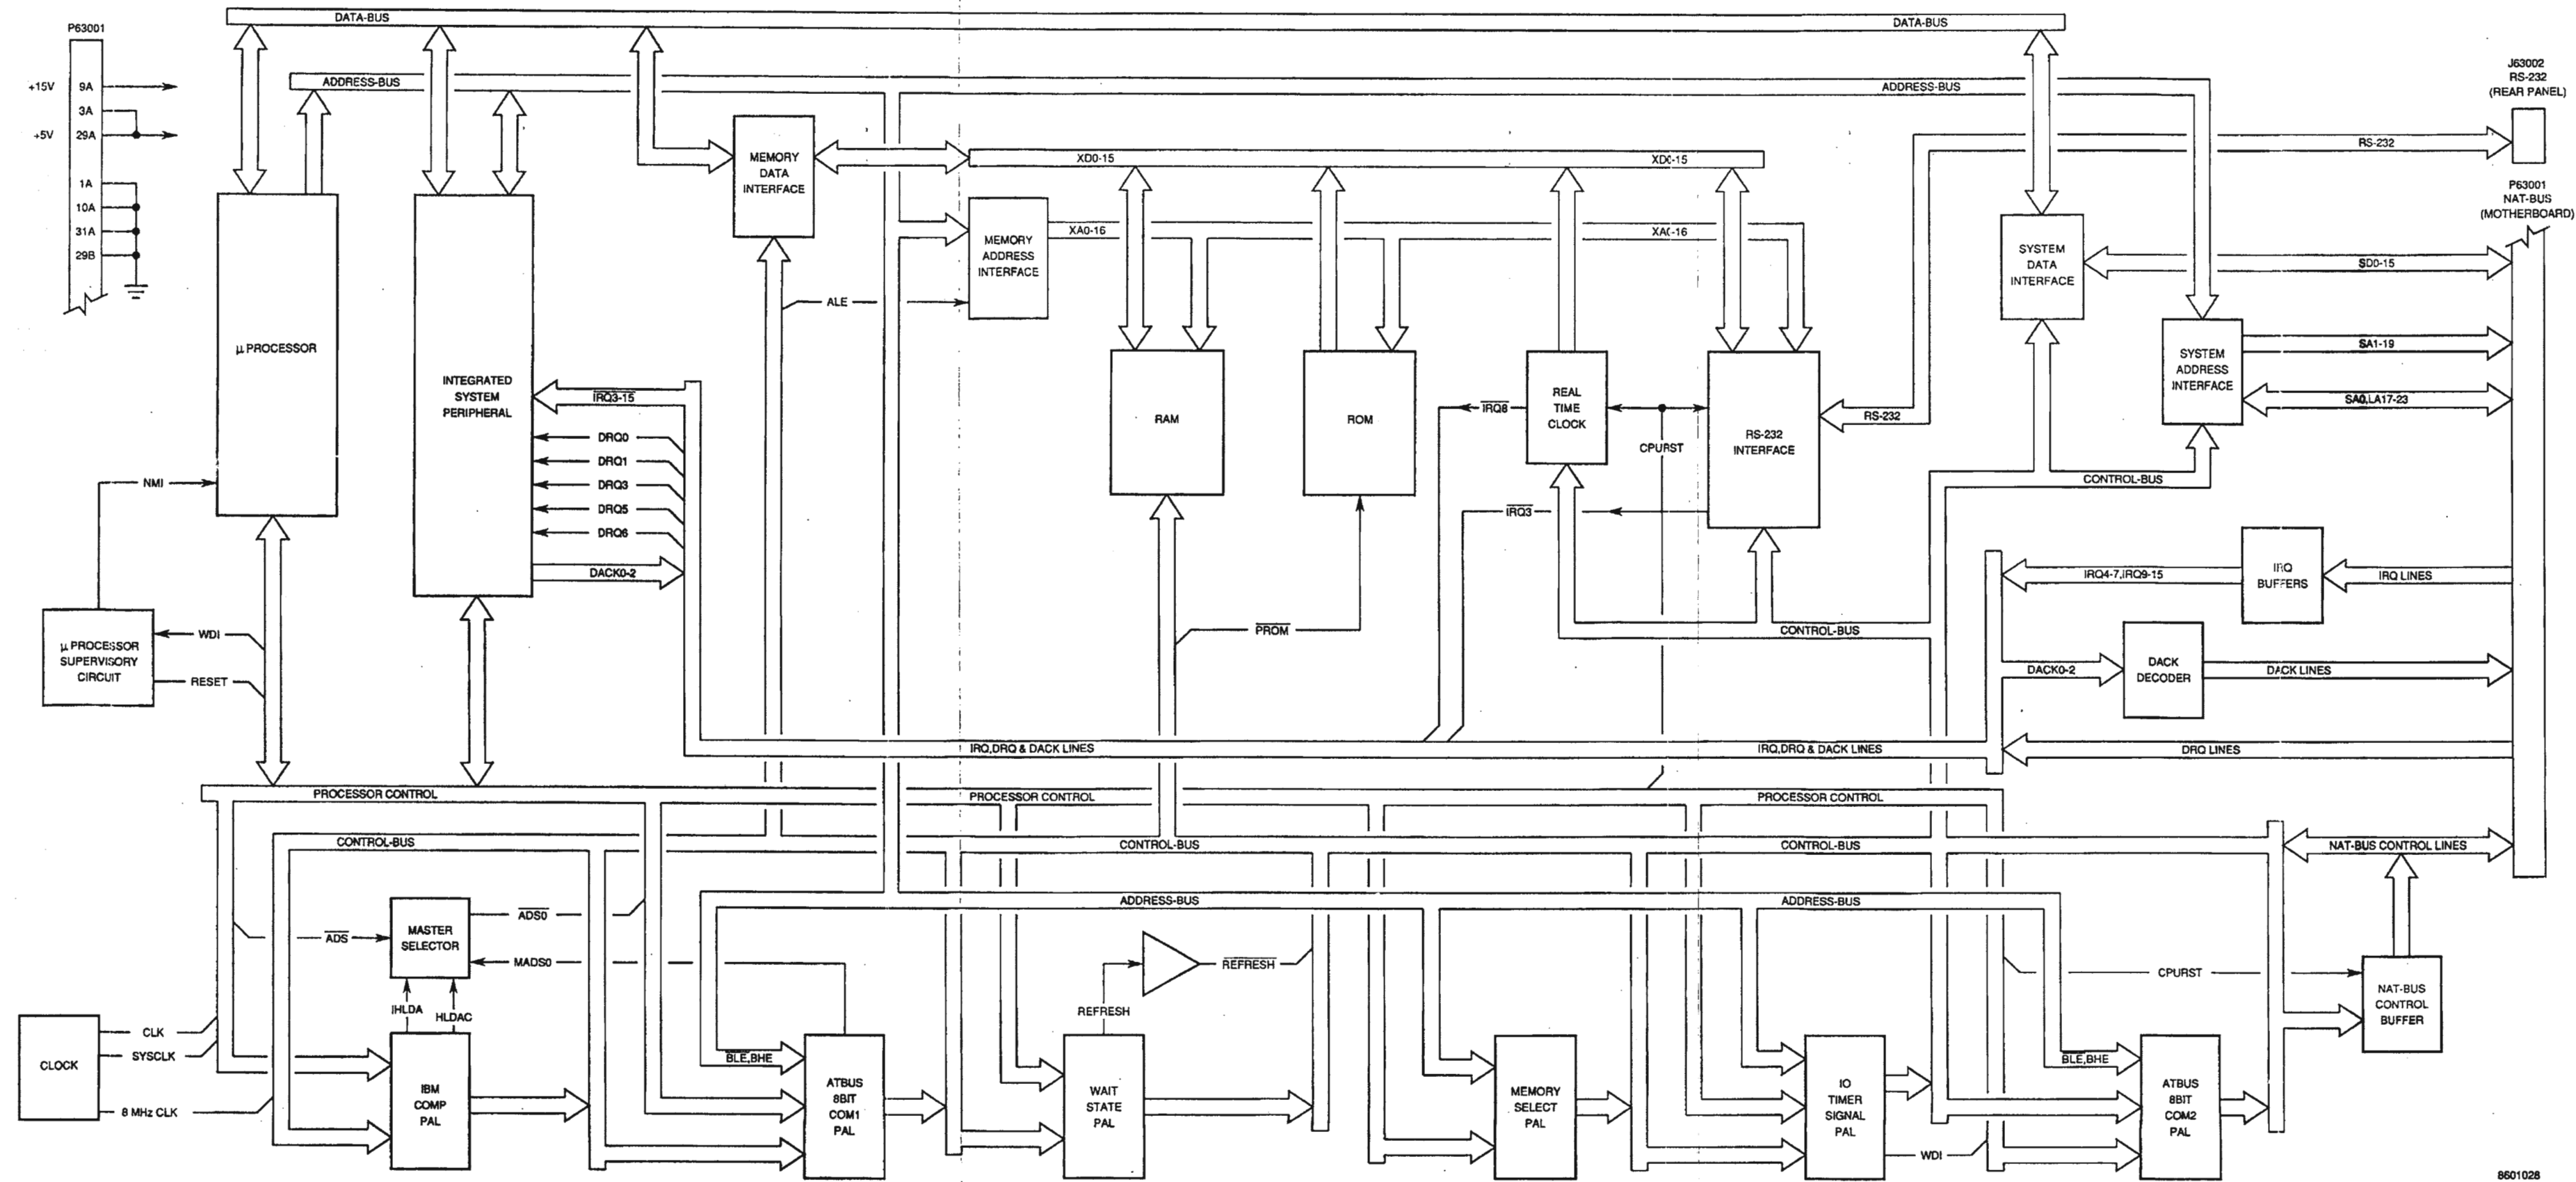 DATA-BUS
DATA-BUS
P63001
+15V
9A
3A
+5V
29A
1A
10A
31A
29B
ADDRESS-BUS
ADDRESS-BUS
J63002
RS-232
(REAR PANEL)
RS-232
P63001
NAT-BUS
(MOTHERBOARD)
MEMORY
DATA
INTERFACE
XD0-15
XD0-15
MEMORY
ADDRESS
INTERFACE
XA0-16
XA0-16
ALE
SYSTEM
DATA
INTERFACE
SD0-15
SYSTEM
ADDRESS
INTERFACE
SA1-19
SA0,LA17-23
µ PROCESSOR
INTEGRATED
SYSTEM
PERIPHERAL
IRQ3-15
DRQ0
DRQ1
DRQ3
DRQ5
DRQ6
DACK0-2
RAM
ROM
IRQ8
REAL
TIME
CLOCK
CPURST
RS-232
INTERFACE
RS-232
IRQ3
NMI
CONTROL-BUS
IRQ4-7,IRQ9-15
IRQ
BUFFERS
IRQ LINES
µ PROCESSOR
SUPERVISORY
CIRCUIT
WDI
RESET
PROM
CONTROL-BUS
DACK0-2
DACK
DECODER
DACK LINES
IRQ,DRQ & DACK LINES
IRQ,DRQ & DACK LINES
DRQ LINES
PROCESSOR CONTROL
PROCESSOR CONTROL
PROCESSOR CONTROL
CONTROL-BUS
CONTROL-BUS
CONTROL-BUS
NAT-BUS CONTROL LINES
ADDRESS-BUS
ADDRESS-BUS
ADS
MASTER
SELECTOR
ADS0
MADS0
IHLDA
HLDAC
REFRESH
REFRESH
CPURST
NAT-BUS
CONTROL
BUFFER
CLOCK
CLK
SYSCLK
8 MHz CLK
IBM
COMP
PAL
BLE,BHE
ATBUS
8BIT
COM1
PAL
WAIT
STATE
PAL
MEMORY
SELECT
PAL
IO
TIMER
SIGNAL
PAL
WDI
BLE,BHE
ATBUS
8BIT
COM2
PAL
8601028